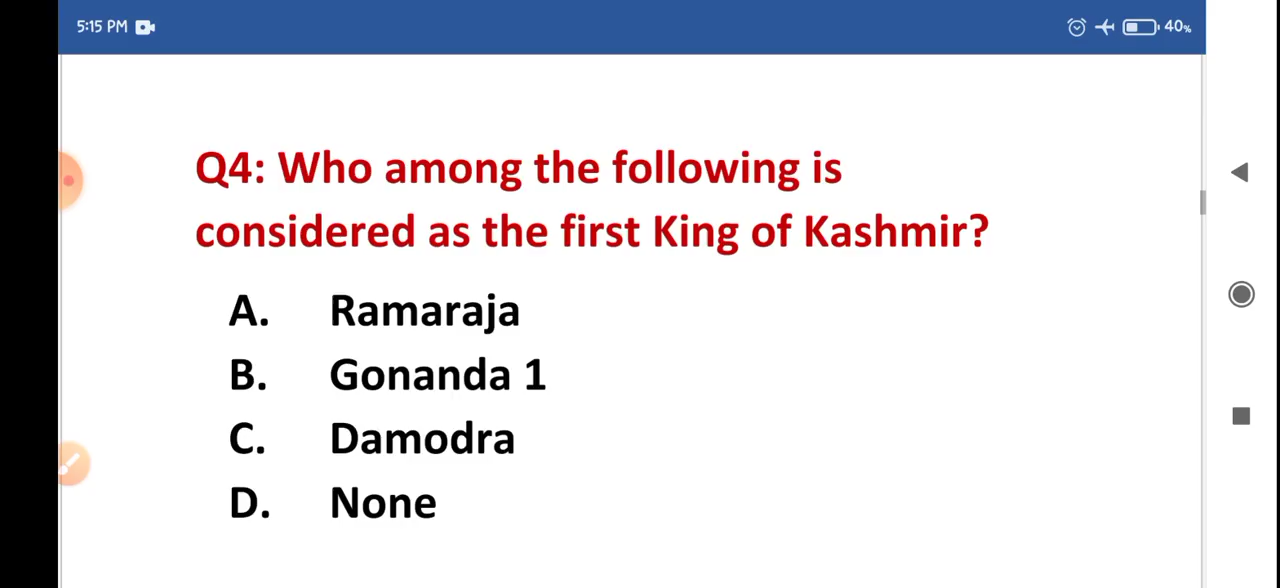 5:15 PM 40%
Q4: Who among the following is
considered as the first King of Kashmir?
A. Ramaraja
B. Gonanda 1
C. Damodra
D. None